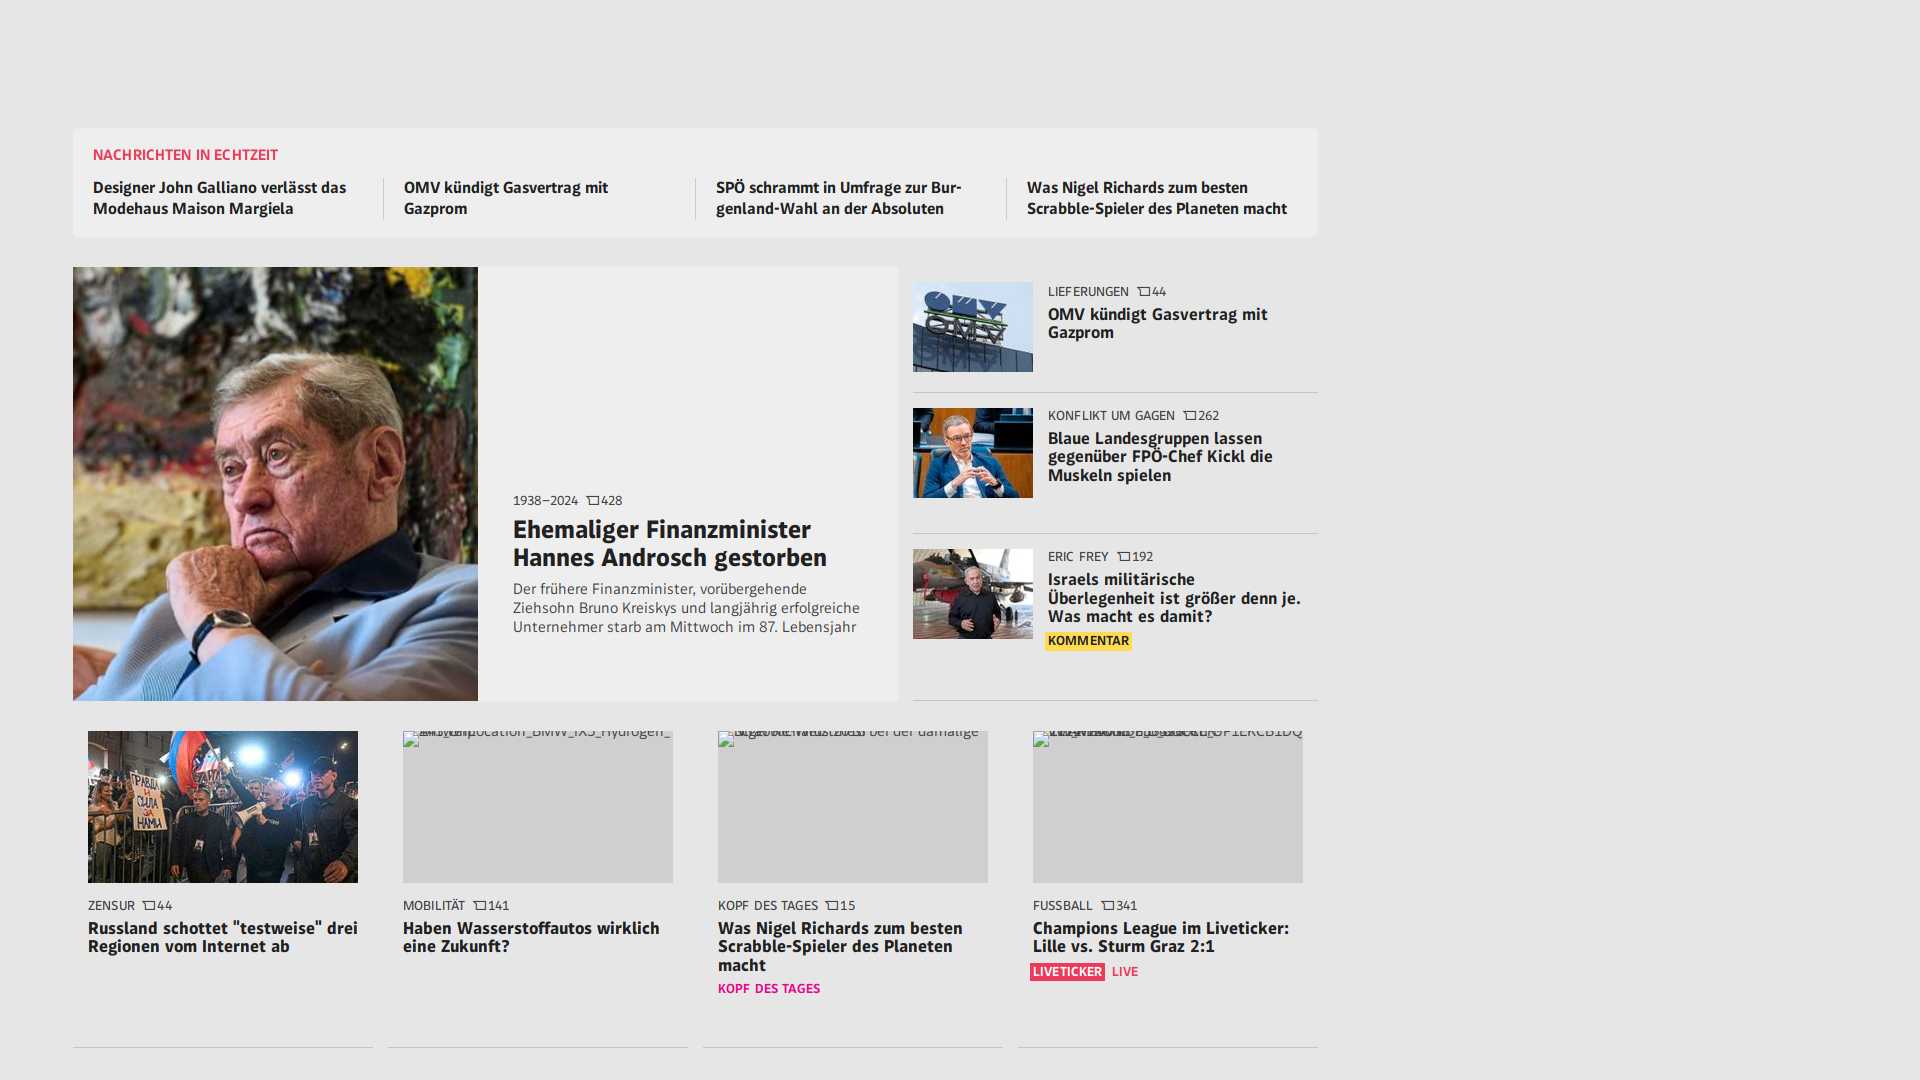 NACHRICHTEN IN ECHTZEIT
Designer John Galliano verlässt das
Modehaus Maison Margiela
OMV kündigt Gasvertrag mit
Gazprom
SPÖ schrammt in Umfrage zur Bur-
genland-Wahl an der Absoluten
Was Nigel Richards zum besten
Scrabble-Spieler des Planeten macht
1938–2024 428
Ehemaliger Finanzminister
Hannes Androsch gestorben
Der frühere Finanzminister, vorübergehende
Ziehsohn Bruno Kreiskys und langjährig erfolgreiche
Unternehmer starb am Mittwoch im 87. Lebensjahr
OMV
LIEFERUNGEN 44
OMV kündigt Gasvertrag mit
Gazprom
KONFLIKT UM GAGEN 262
Blaue Landesgruppen lassen
gegenüber FPÖ-Chef Kickl die
Muskeln spielen
ERIC FREY 192
Israels militärische
Überlegenheit ist größer denn je.
Was macht es damit?
KOMMENTAR
ПРАВДА
И
СИЛА
ЗА
НАМИ
ZENSUR 44
Russland schottet "testweise" drei
Regionen vom Internet ab
MOBILITÄT 141
Haben Wasserstoffautos wirklich
eine Zukunft?
KOPF DES TAGES 15
Was Nigel Richards zum besten
Scrabble-Spieler des Planeten
macht
KOPF DES TAGES
FUSSBALL 341
Champions League im Liveticker:
Lille vs. Sturm Graz 2:1
LIVETICKER LIVE